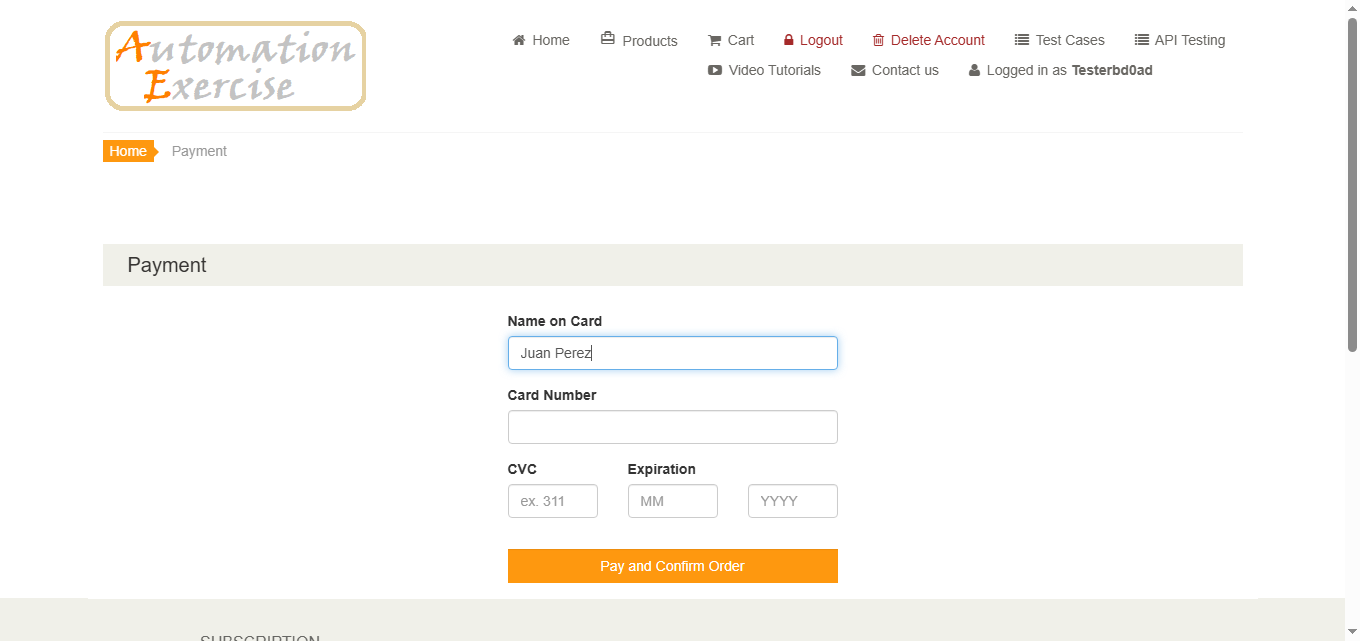 Automation
Exercise
Home Products Cart Logout Delete Account Test Cases API Testing
Video Tutorials Contact us Logged in as Testerbd0ad
Home Payment
Payment
Name on Card
Juan Perez
Card Number
CVC Expiration
ex. 311 MM YYYY
Pay and Confirm Order
SUBSCRIPTION